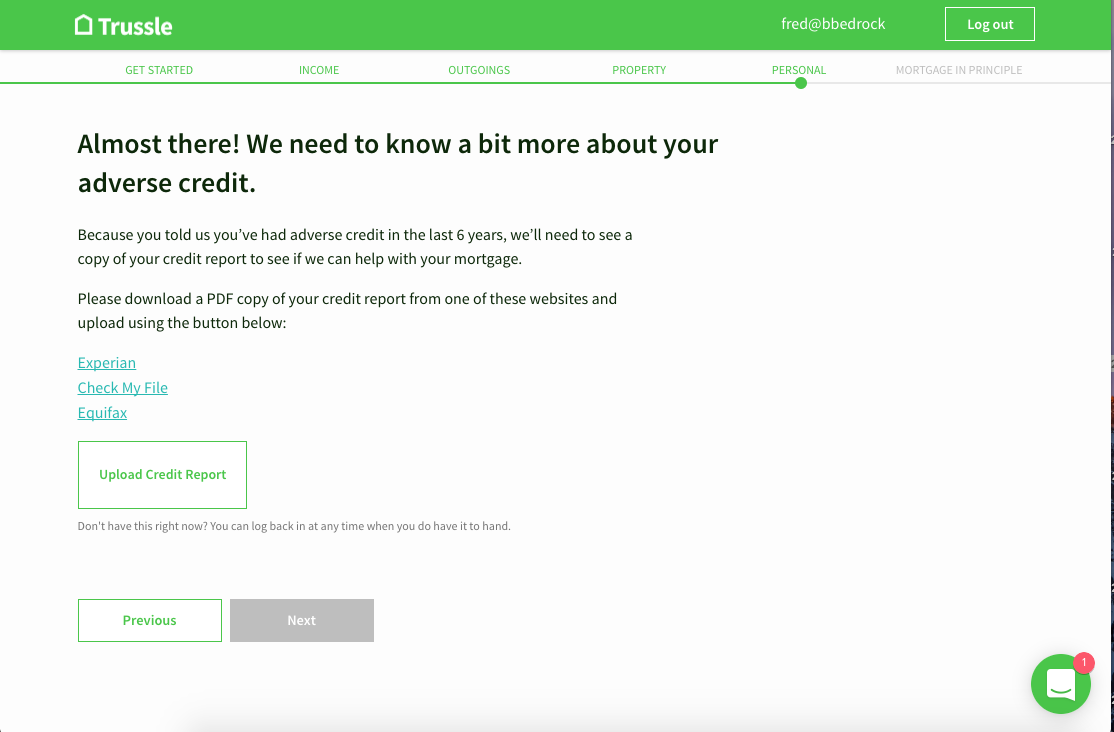 Trussle
fred@bbedrock
Log out
GET STARTED
INCOME
OUTGOINGS
PROPERTY
PERSONAL
MORTGAGE IN PRINCIPLE
Almost there! We need to know a bit more about your
adverse credit.
Because you told us you’ve had adverse credit in the last 6 years, we’ll need to see a
copy of your credit report to see if we can help with your mortgage.
Please download a PDF copy of your credit report from one of these websites and
upload using the button below:
Experian
Check My File
Equifax
Upload Credit Report
Don't have this right now? You can log back in at any time when you do have it to hand.
Previous
Next
1